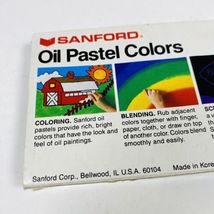 SANFORD®
Oil Pastel Colors
COLORING. Sanford oil
pastels provide rich, bright
colors that have the look and
feel of oil paintings.
BLENDING. Rub adjacent
colors together with finger,
paper, cloth, or draw on top
of another color. Colors blend
smoothly and easily.
Sanford Corp., Bellwood, IL U.S.A. 60104
Made in Korea